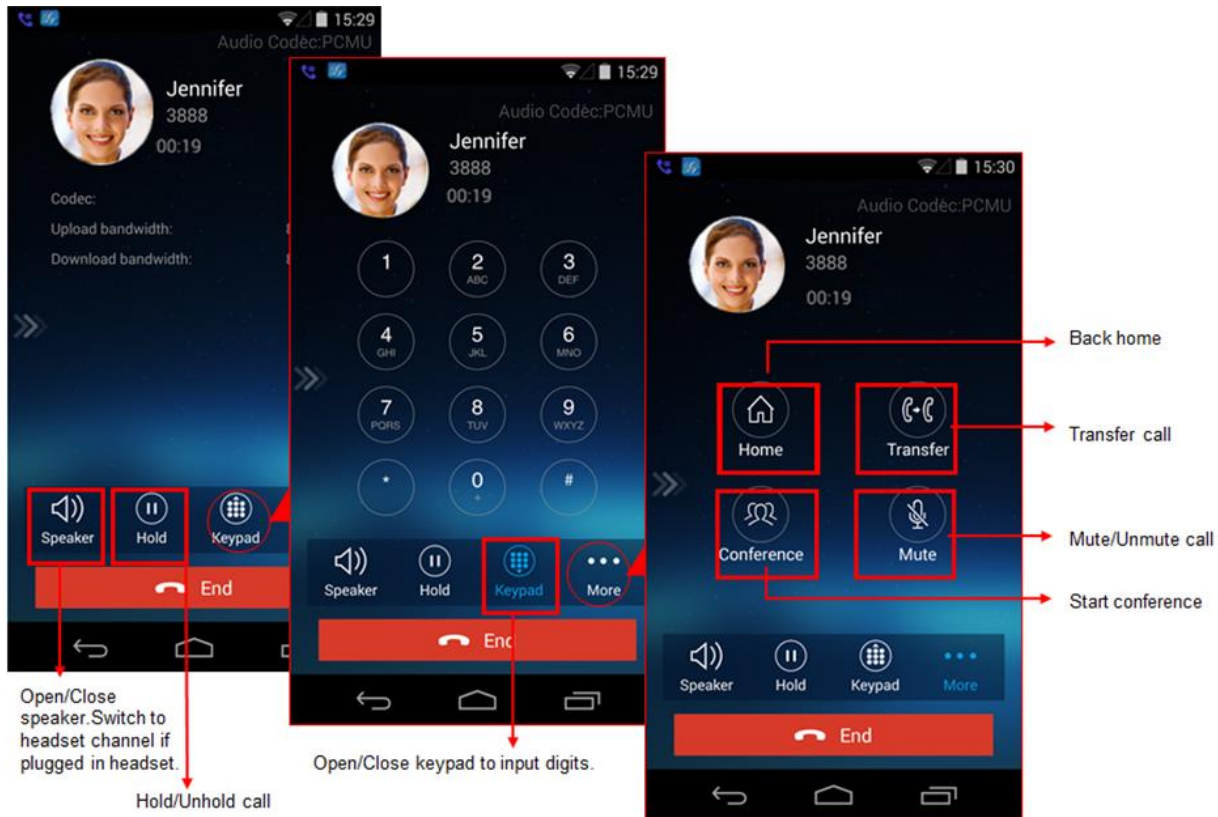 15:29
Audio Codec:PCMU
Jennifer
3888
00:19
Codec:
Upload bandwidth:
Download bandwidth:
Speaker
Hold
Keypad
End
Open/Close
speaker.Switch to
headset channel if
plugged in headset.
Hold/Unhold call
15:29
Audio Codec:PCMU
Jennifer
3888
00:19
1
2
ABC
3
DEF
4
GHI
5
JKL
6
MNO
7
PQRS
8
TUV
9
WXYZ
*
0
+
#
Speaker
Hold
Keypad
More
End
Open/Close keypad to input digits.
15:30
Audio Codec:PCMU
Jennifer
3888
00:19
Home
Transfer
Conference
Mute
Speaker
Hold
Keypad
More
End
Back home
Transfer call
Mute/Unmute call
Start conference